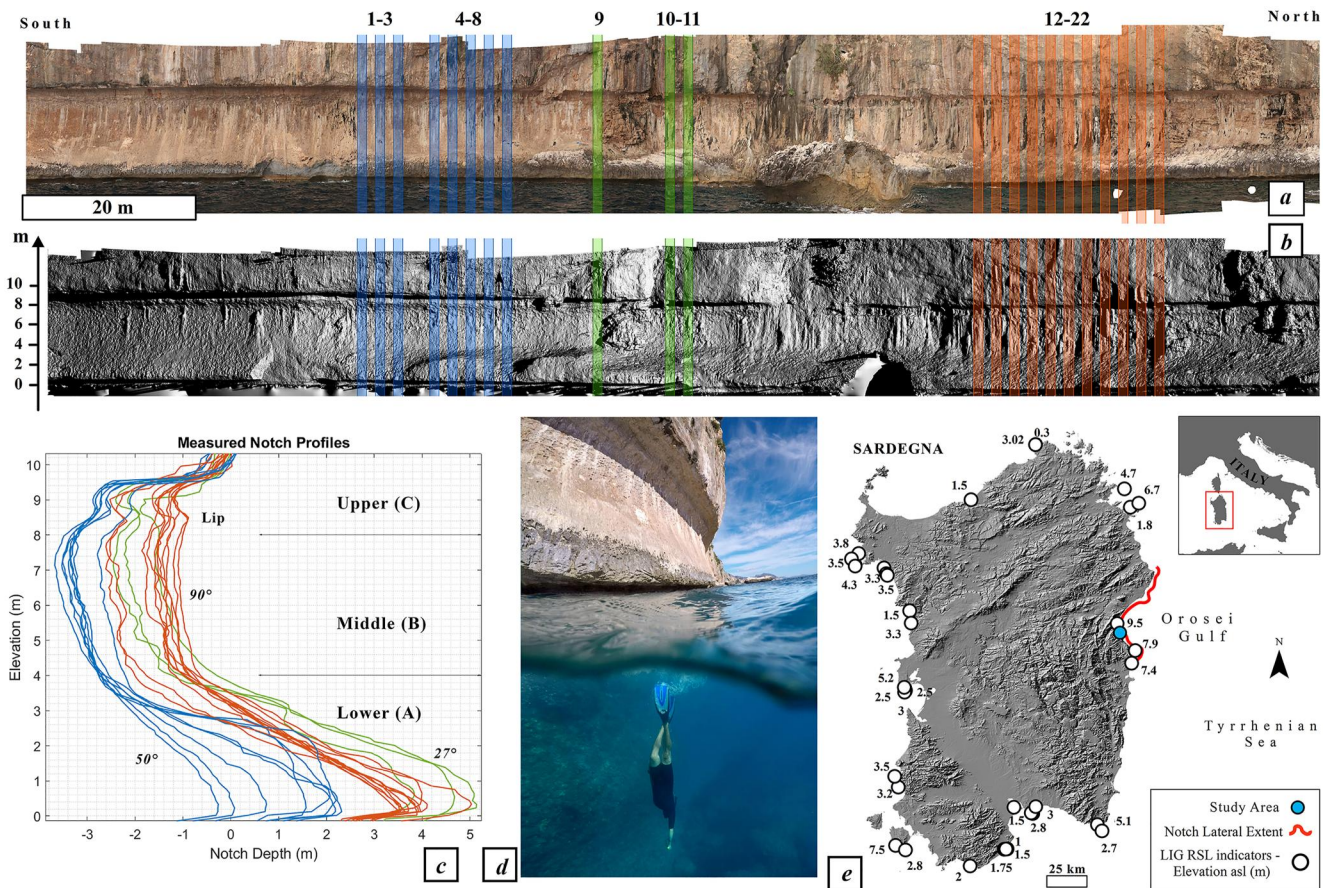 South
1-3
4-8
9
10-11
12-22
North
20 m
a
m
b
10
8
6
4
2
0
Measured Notch Profiles
10
9
8
7
6
5
4
3
2
1
0
Elevation (m)
Upper (C)
Lip
90°
Middle (B)
Lower (A)
50°
27°
-3 -2 -1 0 1 2 3 4 5
Notch Depth (m)
c
d
SARDEGNA
3.02
0.3
1.5
4.7
6.7
1.8
3.8
3.5
4.3
3.3
3.5
1.5
3.3
9.5
7.9
7.4
5.2
2.5
2.5
3
3.5
3.2
7.5
2.8
1.5
3
2.8
1
1.5
1.75
2
5.1
2.7
Orosei
Gulf
N
Tyrrhenian
Sea
ITALY
25 km
e
Study Area
Notch Lateral Extent
LIG RSL indicators -
Elevation asl (m)